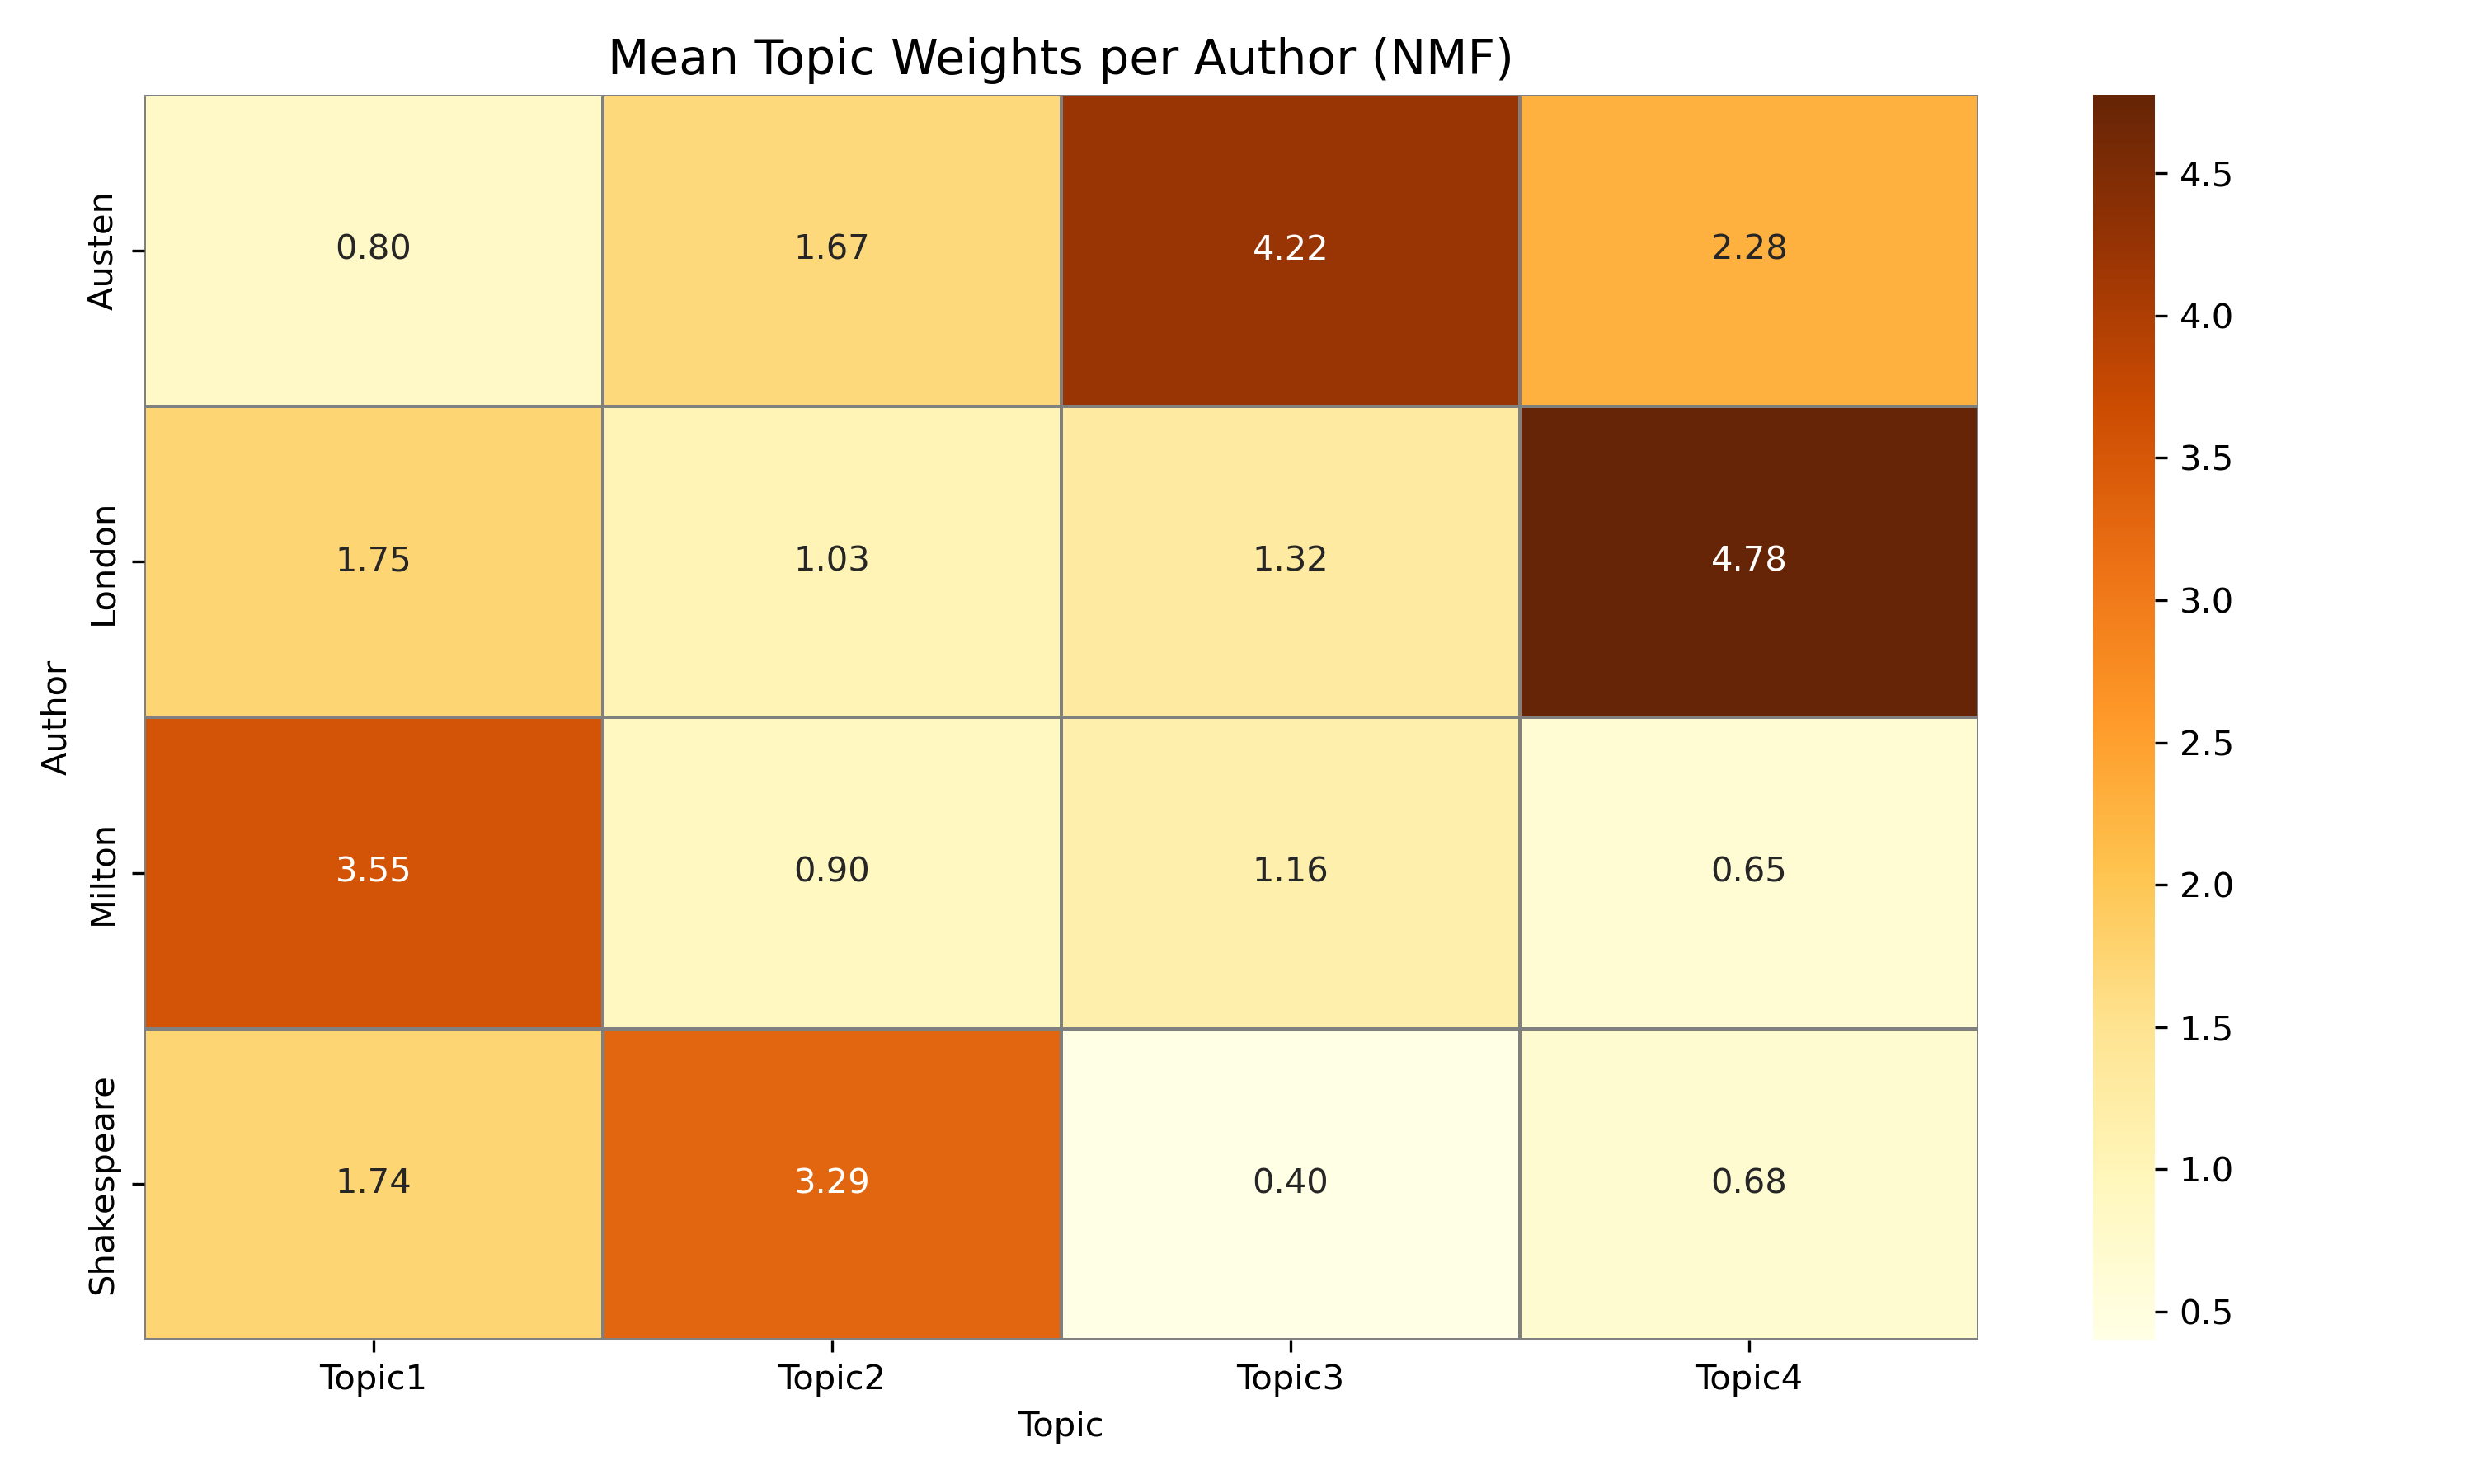 Mean Topic Weights per Author (NMF)
Author
Austen
0.80 1.67 4.22 2.28
London
1.75 1.03 1.32 4.78
Milton
3.55 0.90 1.16 0.65
Shakespeare
1.74 3.29 0.40 0.68
Topic1 Topic2 Topic3 Topic4
Topic
4.5
4.0
3.5
3.0
2.5
2.0
1.5
1.0
0.5